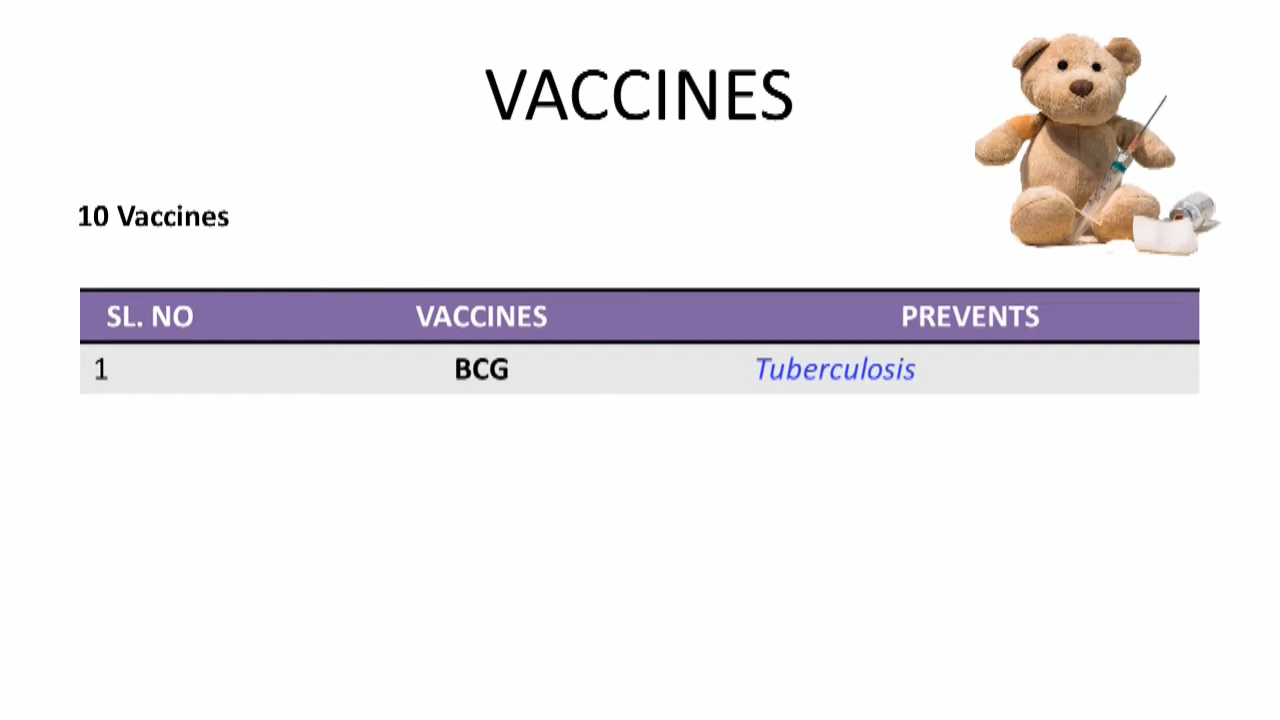 VACCINES
10 Vaccines
SL. NO VACCINES PREVENTS
1 BCG Tuberculosis